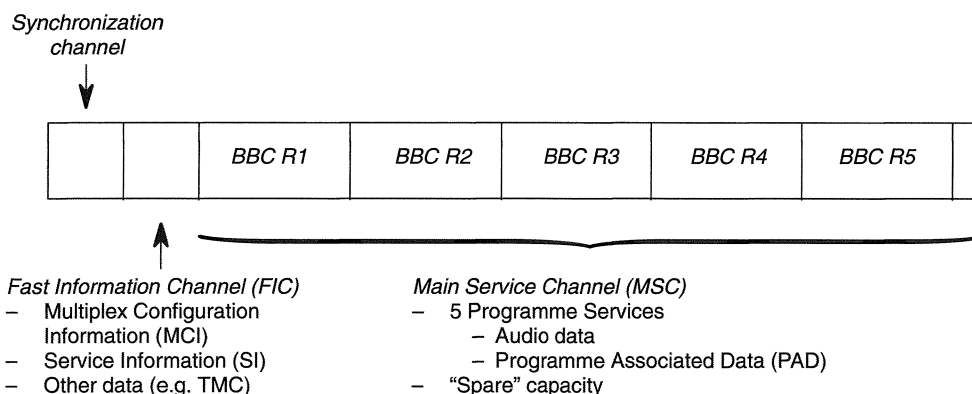 Synchronization
channel
BBC R1 BBC R2 BBC R3 BBC R4 BBC R5
Fast Information Channel (FIC)
– Multiplex Configuration
Information (MCI)
– Service Information (SI)
– Other data (e.g. TMC)
Main Service Channel (MSC)
– 5 Programme Services
– Audio data
– Programme Associated Data (PAD)
– “Spare” capacity